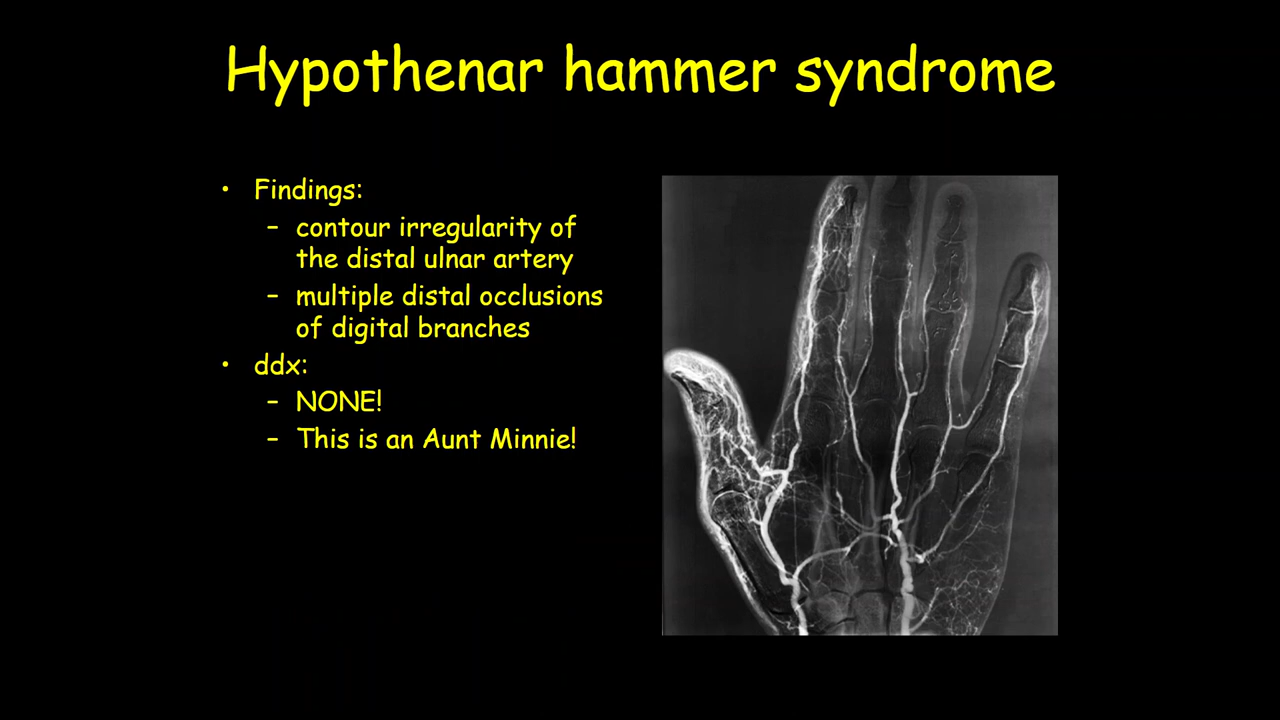 Hypothenar hammer syndrome
• Findings:
– contour irregularity of
the distal ulnar artery
– multiple distal occlusions
of digital branches
• ddx:
– NONE!
– This is an Aunt Minnie!